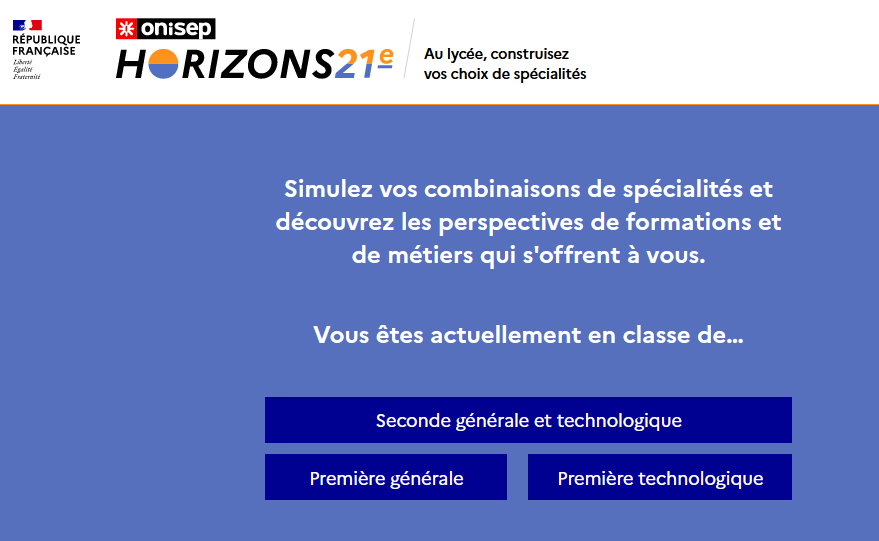 RÉPUBLIQUE
FRANÇAISE
Liberté
Égalité
Fraternité
onisep
HORIZONS21e
Au lycée, construisez
vos choix de spécialités
Simulez vos combinaisons de spécialités et
découvrez les perspectives de formations et
de métiers qui s'offrent à vous.
Vous êtes actuellement en classe de...
Seconde générale et technologique
Première générale
Première technologique